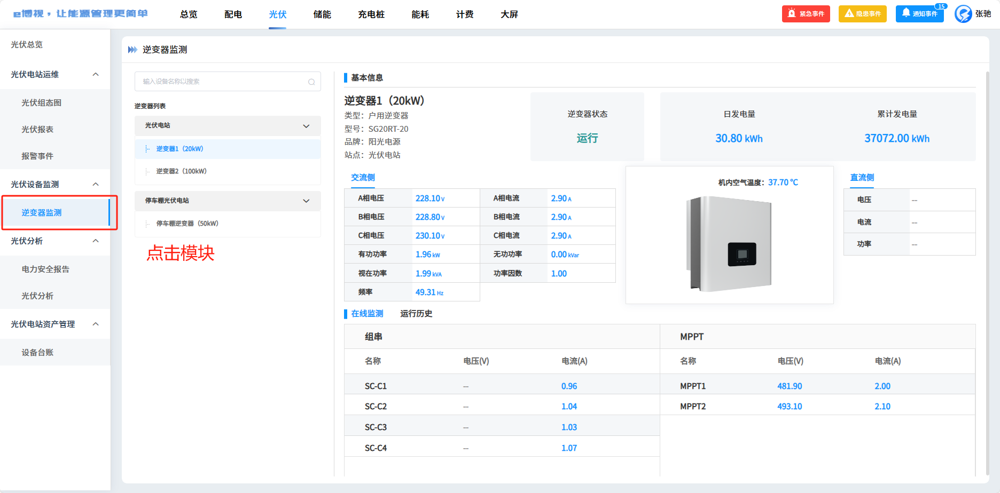 e博视，让能源管理更简单
总览
配电
光伏
储能
充电桩
能耗
计费
大屏
紧急事件
隐患事件
通知事件
15
张驰
光伏总览
光伏电站运维
光伏组态图
光伏报表
报警事件
光伏设备监测
逆变器监测
光伏分析
电力安全报告
光伏分析
光伏电站资产管理
设备台账
逆变器监测
输入设备名称以搜索
逆变器列表
光伏电站
逆变器1（20kW）
逆变器2（100kW）
停车棚光伏电站
停车棚逆变器（50kW）
点击模块
基本信息
逆变器1（20kW）
类型：户用逆变器
型号：SG20RT-20
品牌：阳光电源
站点：光伏电站
逆变器状态
运行
日发电量
30.80 kWh
累计发电量
37072.00 kWh
交流侧
A相电压 228.10 V A相电流 2.90 A
B相电压 228.80 V B相电流 2.90 A
C相电压 230.10 V C相电流 2.90 A
有功功率 1.96 kW 无功功率 0.00 kVar
视在功率 1.99 kVA 功率因数 1.00
频率 49.31 Hz
机内空气温度：37.70 ℃
直流侧
电压 --
电流 --
功率 --
在线监测 运行历史
组串
名称 电压(V) 电流(A)
SC-C1 -- 0.96
SC-C2 -- 1.04
SC-C3 -- 1.03
SC-C4 -- 1.07
MPPT
名称 电压(V) 电流(A)
MPPT1 481.90 2.00
MPPT2 493.10 2.10